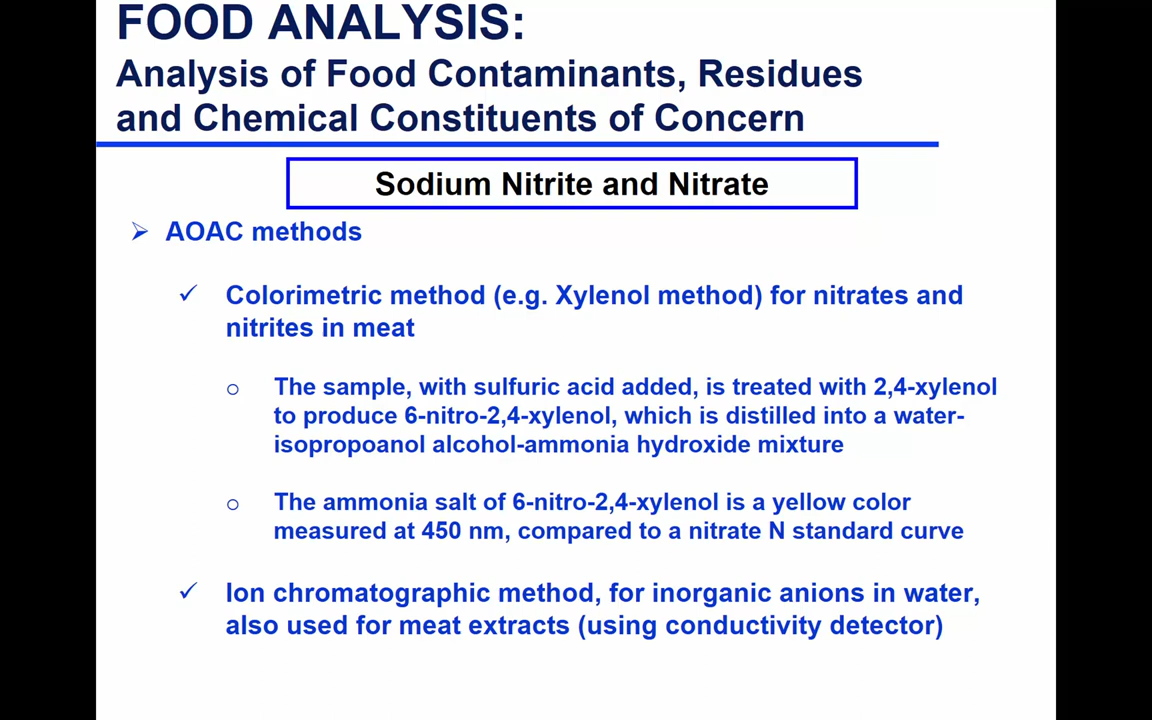 FOOD ANALYSIS:
Analysis of Food Contaminants, Residues
and Chemical Constituents of Concern
Sodium Nitrite and Nitrate
AOAC methods
Colorimetric method (e.g. Xylenol method) for nitrates and
nitrites in meat
The sample, with sulfuric acid added, is treated with 2,4-xylenol
to produce 6-nitro-2,4-xylenol, which is distilled into a water-
isopropoanol alcohol-ammonia hydroxide mixture
The ammonia salt of 6-nitro-2,4-xylenol is a yellow color
measured at 450 nm, compared to a nitrate N standard curve
Ion chromatographic method, for inorganic anions in water,
also used for meat extracts (using conductivity detector)